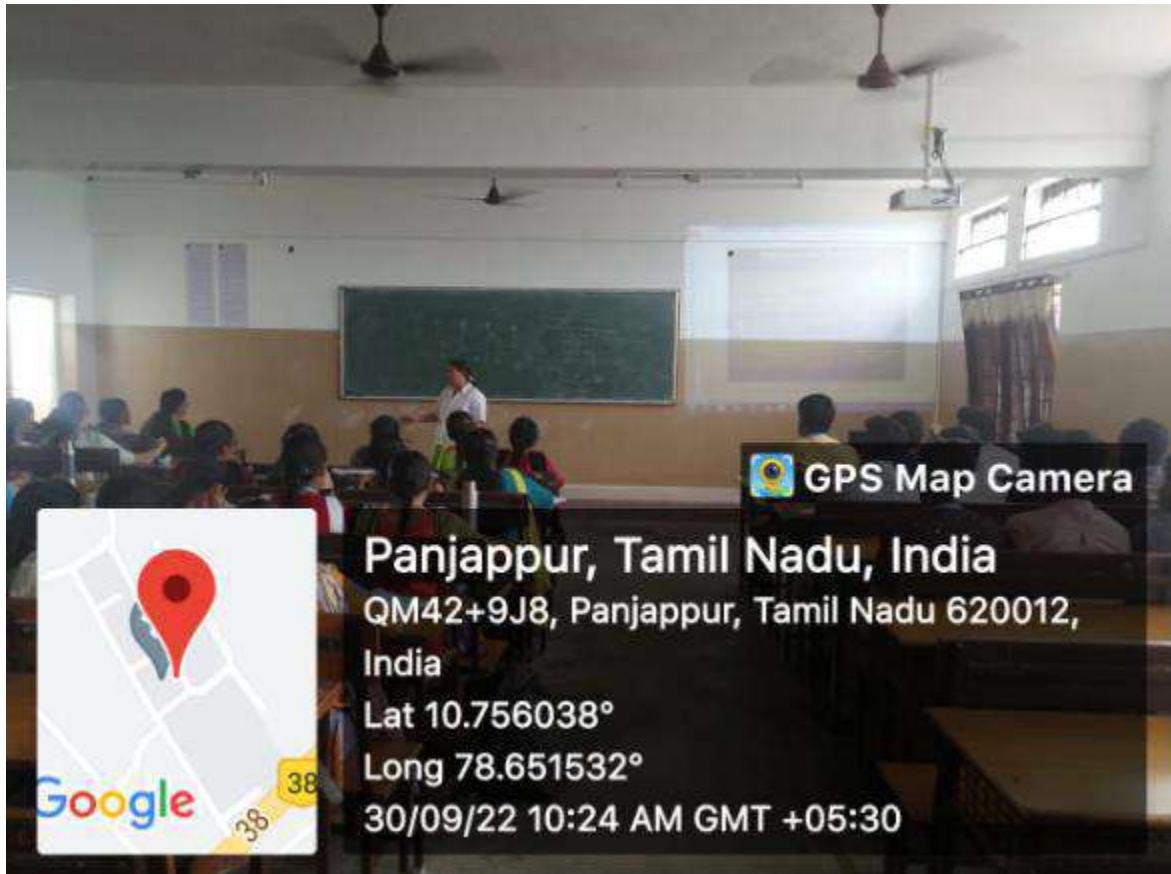 GPS Map Camera
Panjappur, Tamil Nadu, India
QM42+9J8, Panjappur, Tamil Nadu 620012,
India
Lat 10.756038°
Long 78.651532°
30/09/22 10:24 AM GMT +05:30
Google
38
38